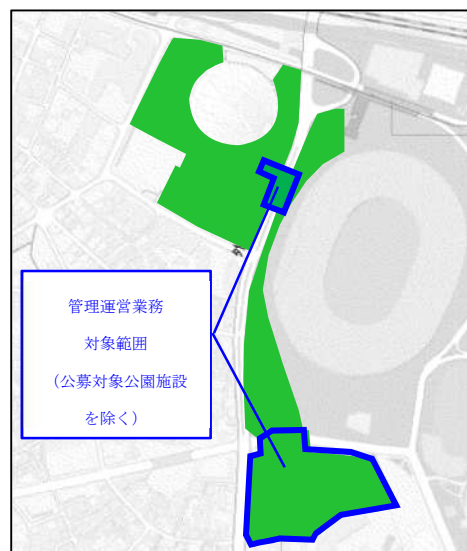 管理運営業務
対象範囲
（公募対象公園施設
を除く）